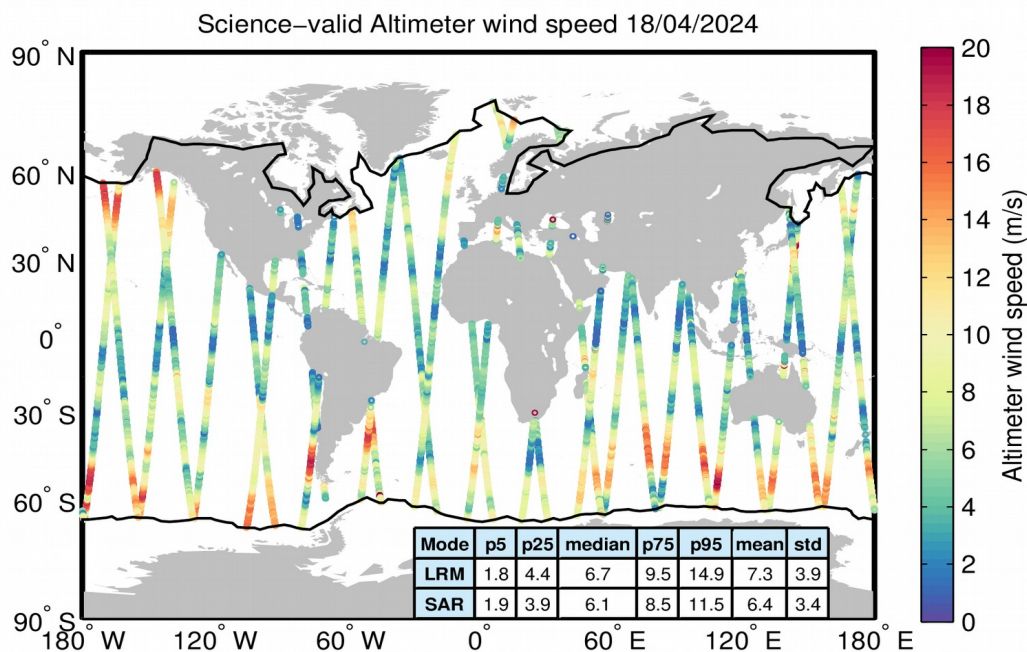 Science−valid Altimeter wind speed 18/04/2024
90° N
60° N
30° N
0°
30° S
60° S
90° S
180° W
120° W
60° W
0°
60° E
120° E
180° E
20
18
16
14
12
10
8
6
4
2
0
Altimeter wind speed (m/s)
Mode p5 p25 median p75 p95 mean std
LRM 1.8 4.4 6.7 9.5 14.9 7.3 3.9
SAR 1.9 3.9 6.1 8.5 11.5 6.4 3.4